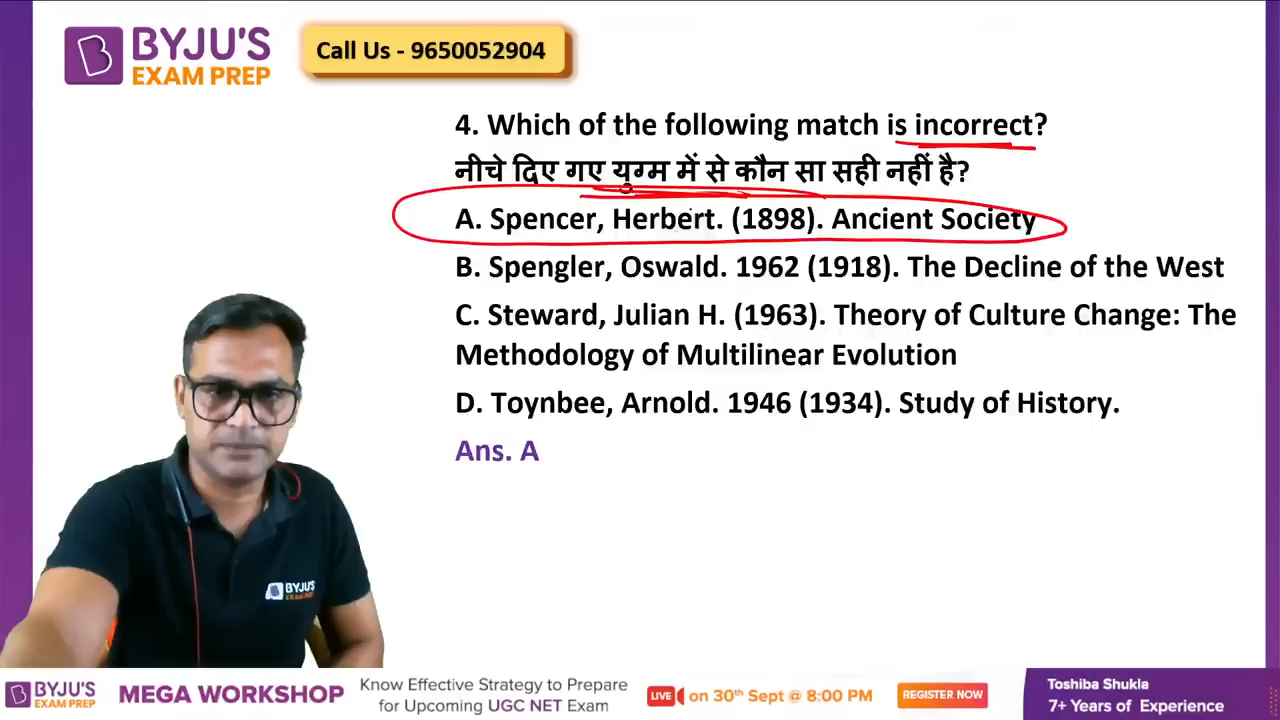 BYJU'S
EXAM PREP
Call Us - 9650052904
4. Which of the following match is incorrect?
नीचे दिए गए युग्म में से कौन सा सही नहीं है?
A. Spencer, Herbert. (1898). Ancient Society
B. Spengler, Oswald. 1962 (1918). The Decline of the West
C. Steward, Julian H. (1963). Theory of Culture Change: The
Methodology of Multilinear Evolution
D. Toynbee, Arnold. 1946 (1934). Study of History.
Ans. A
BYJU'S
EXAM PREP
BYJU'S
EXAM PREP
MEGA WORKSHOP
Know Effective Strategy to Prepare
for Upcoming UGC NET Exam
LIVE on 30th Sept @ 8:00 PM
REGISTER NOW
Toshiba Shukla
7+ Years of Experience